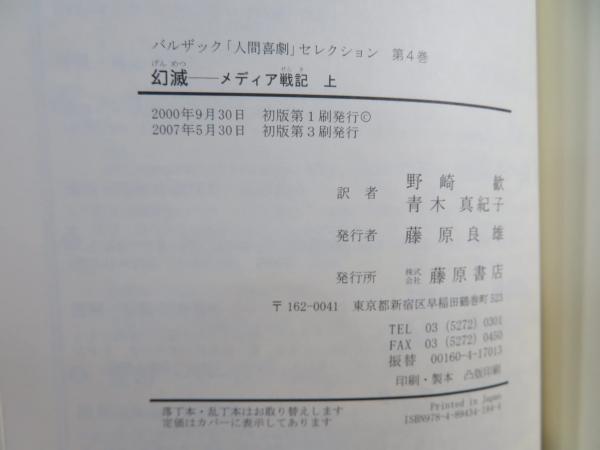 バルザック「人間喜劇」セレクション 第4巻
げんめつ せんき
幻滅──メディア戦記 上
2000年9月30日 初版第1刷発行©
2007年5月30日 初版第3刷発行
訳者 野崎歓
青木真紀子
発行者 藤原良雄
発行所 株式会社 藤原書店
〒162-0041 東京都新宿区早稲田鶴巻町523
TEL 03 (5272) 0301
FAX 03 (5272) 0450
振替 00160-4-17013
印刷・製本 凸版印刷
落丁本・乱丁本はお取り替えします
定価はカバーに表示してあります
Printed in Japan
ISBN978-4-89434-194-4